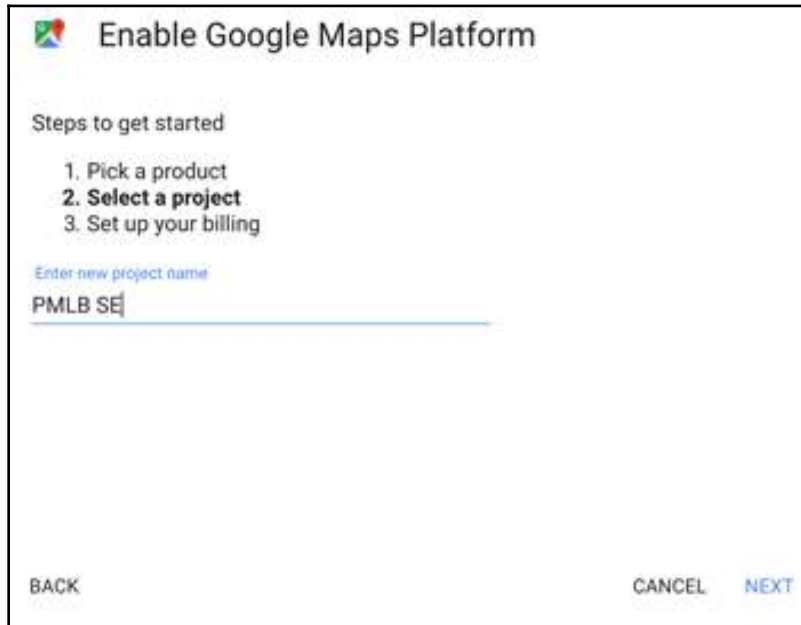 Enable Google Maps Platform
Steps to get started
1. Pick a product
2. Select a project
3. Set up your billing
Enter new project name
PMLB SE
BACK CANCEL NEXT